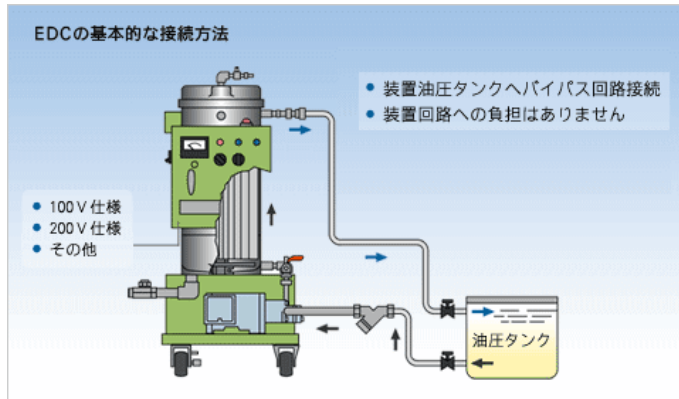 EDCの基本的な接続方法
● 装置油圧タンクへバイパス回路接続
● 装置回路への負担はありません
● 100V仕様
● 200V仕様
● その他
油圧タンク